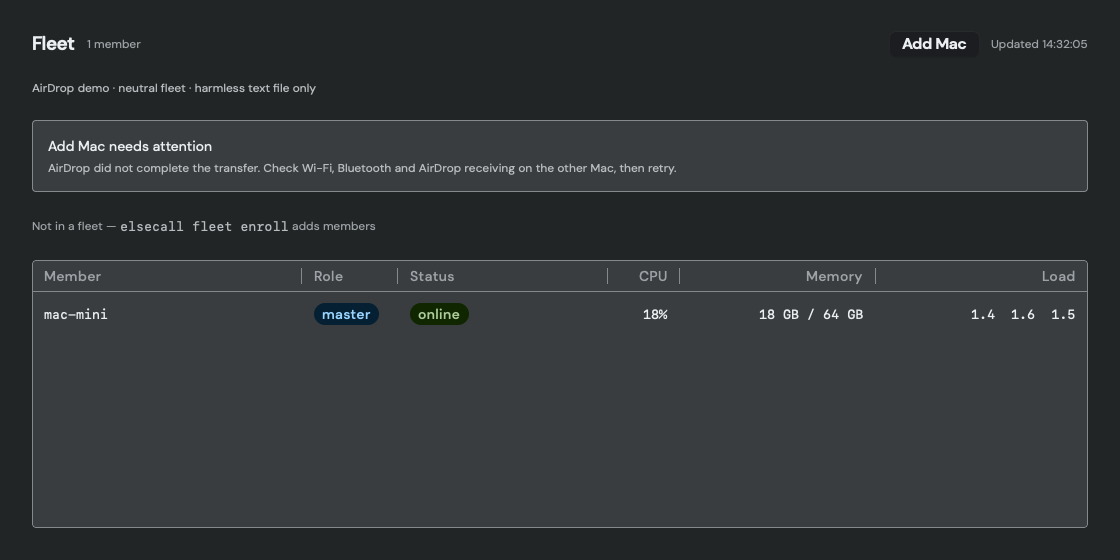 Fleet 1 member Add Mac Updated 14:32:05
AirDrop demo · neutral fleet · harmless text file only
Add Mac needs attention
AirDrop did not complete the transfer. Check Wi-Fi, Bluetooth and AirDrop receiving on the other Mac, then retry.
Not in a fleet — elsecall fleet enroll adds members
Member Role Status CPU Memory Load
mac-mini master online 18% 18 GB / 64 GB 1.4 1.6 1.5